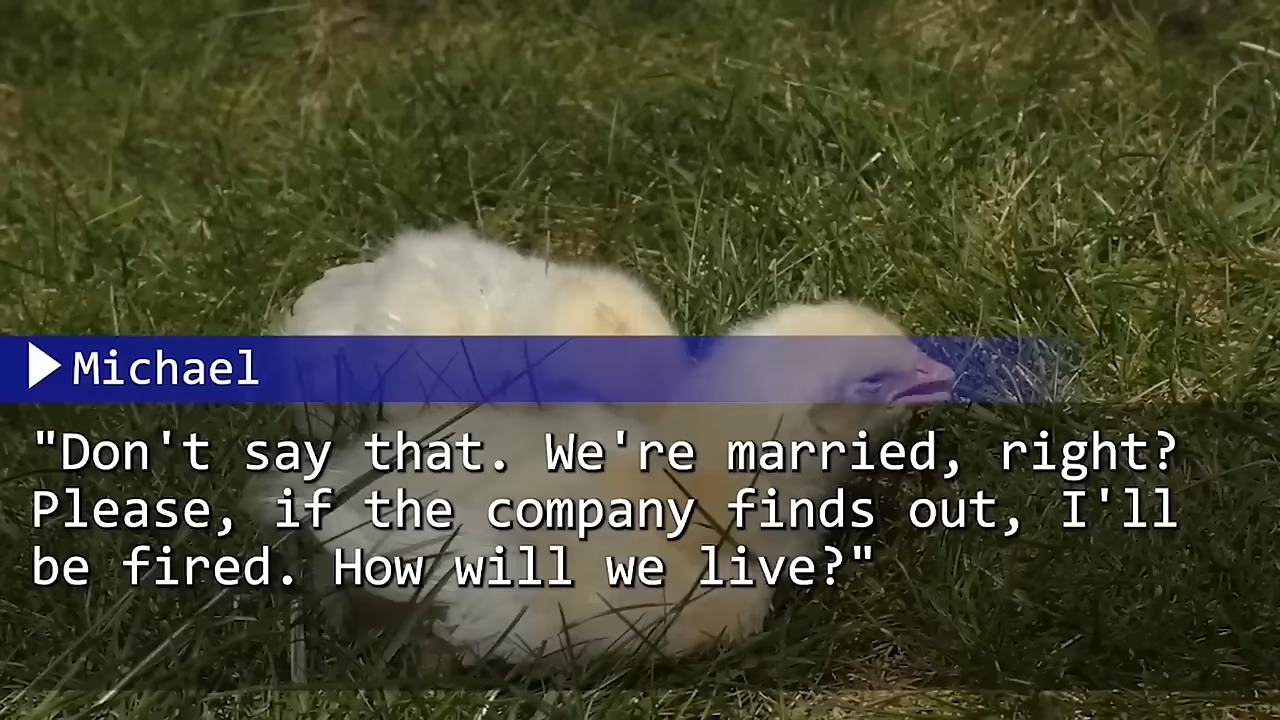 Michael
"Don't say that. We're married, right?
Please, if the company finds out, I'll
be fired. How will we live?"